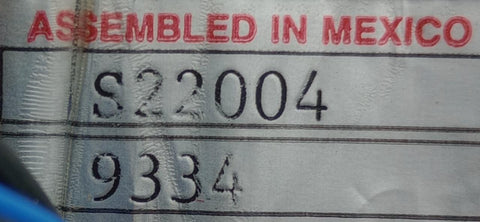 ASSEMBLED IN MEXICO
S22004
9334